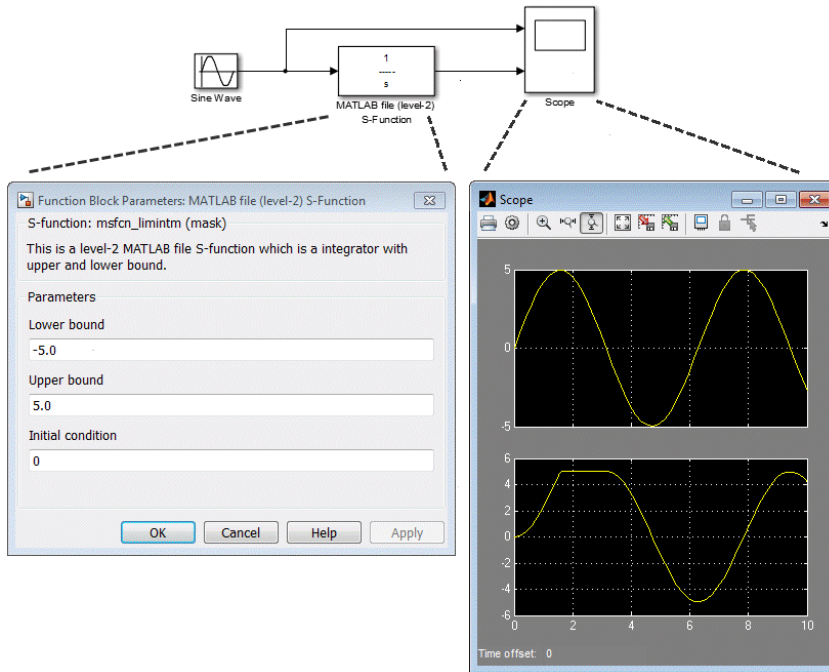 1
-----
s
Sine Wave
MATLAB file (level-2)
S-Function
Scope
Function Block Parameters: MATLAB file (level-2) S-Function
S-function: msfcn_limintm (mask)
This is a level-2 MATLAB file S-function which is a integrator with
upper and lower bound.
Parameters
Lower bound
-5.0
Upper bound
5.0
Initial condition
0
OK Cancel Help Apply
Scope
5
0
-5
6
4
2
0
-2
-4
-6
0 2 4 6 8 10
Time offset: 0